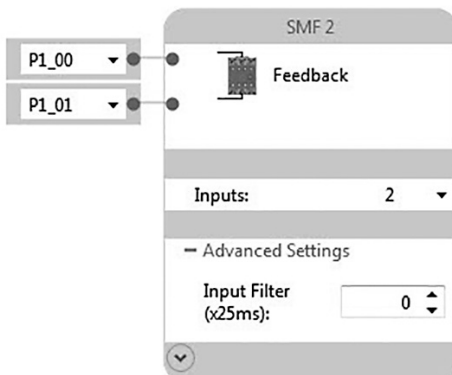 SMF 2
P1_00
Feedback
P1_01
Inputs: 2
Advanced Settings
Input Filter
(x25ms): 0